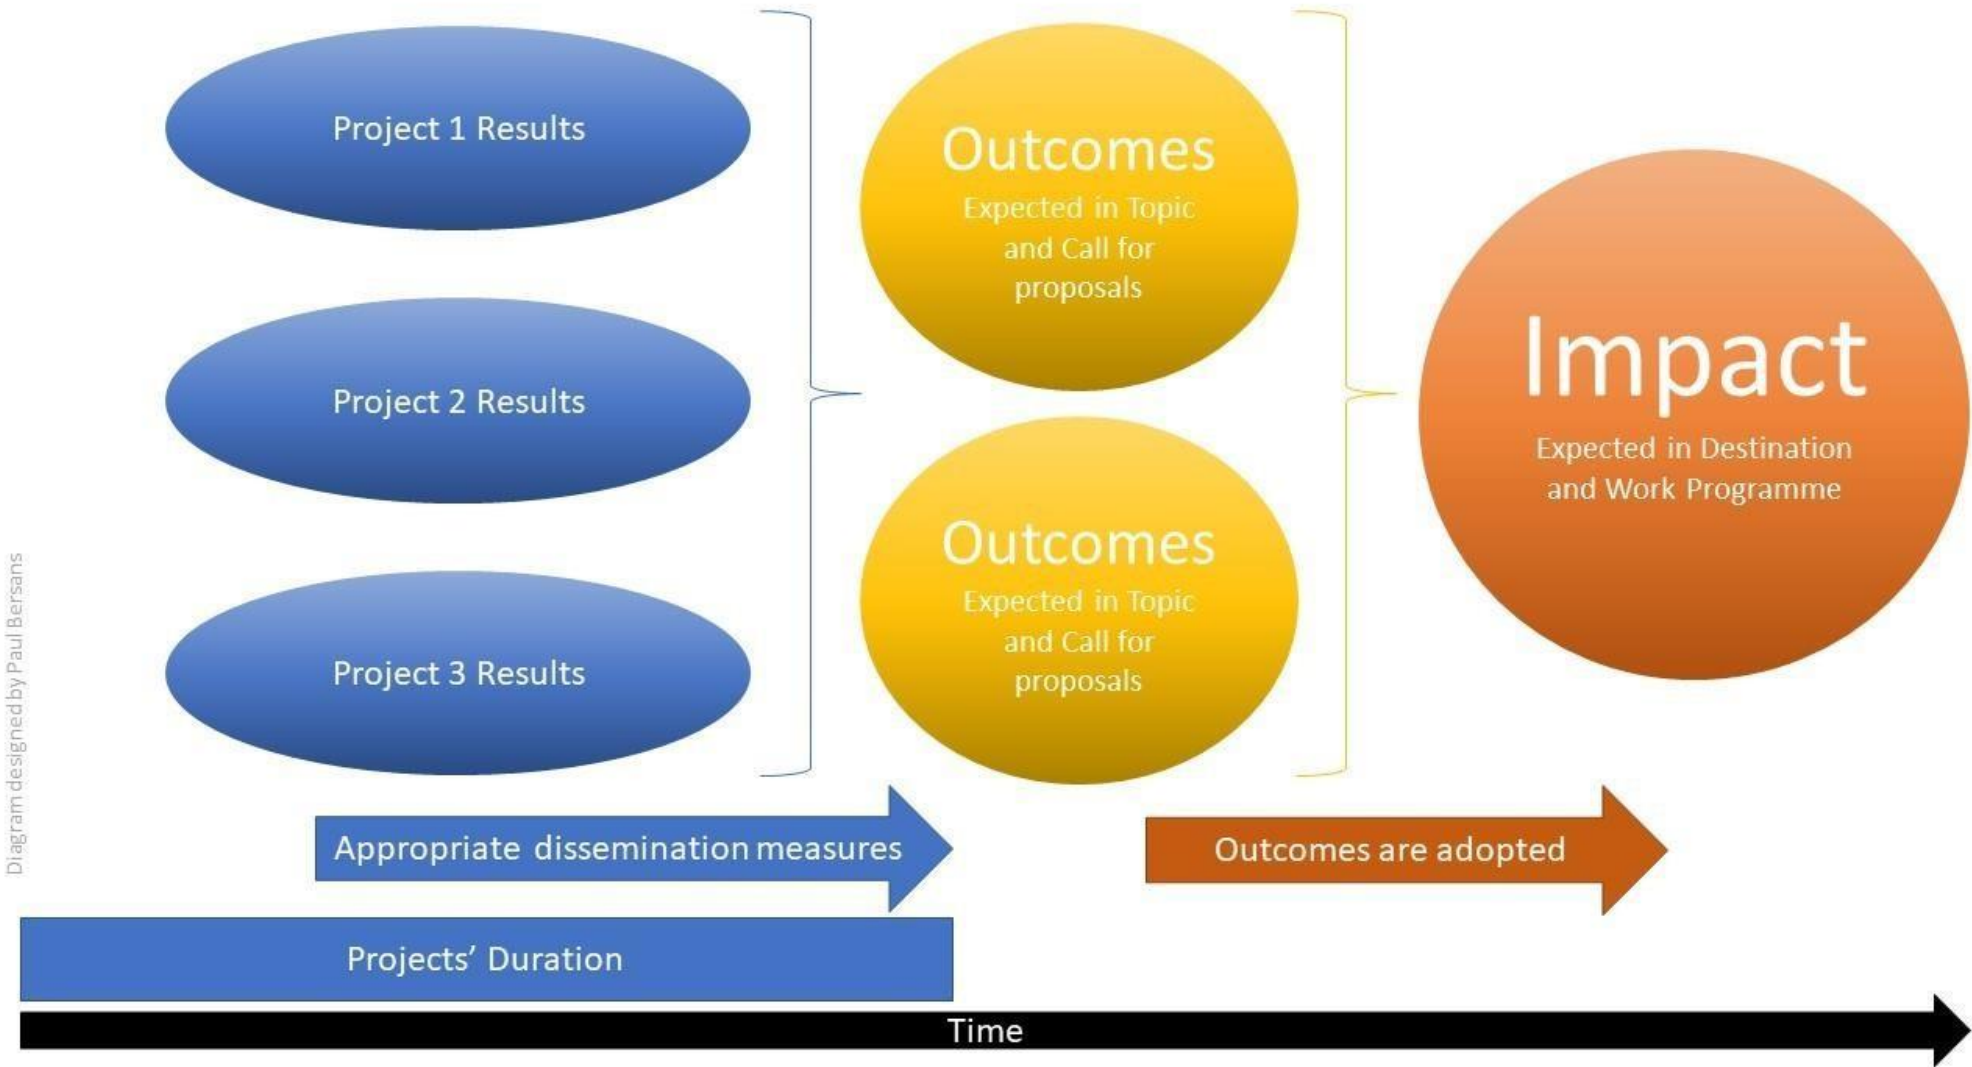 Project 1 Results
Project 2 Results
Project 3 Results
Outcomes
Expected in Topic
and Call for
proposals
Outcomes
Expected in Topic
and Call for
proposals
Impact
Expected in Destination
and Work Programme
Appropriate dissemination measures
Outcomes are adopted
Projects’ Duration
Time
Diagram designed by Paul Bersans